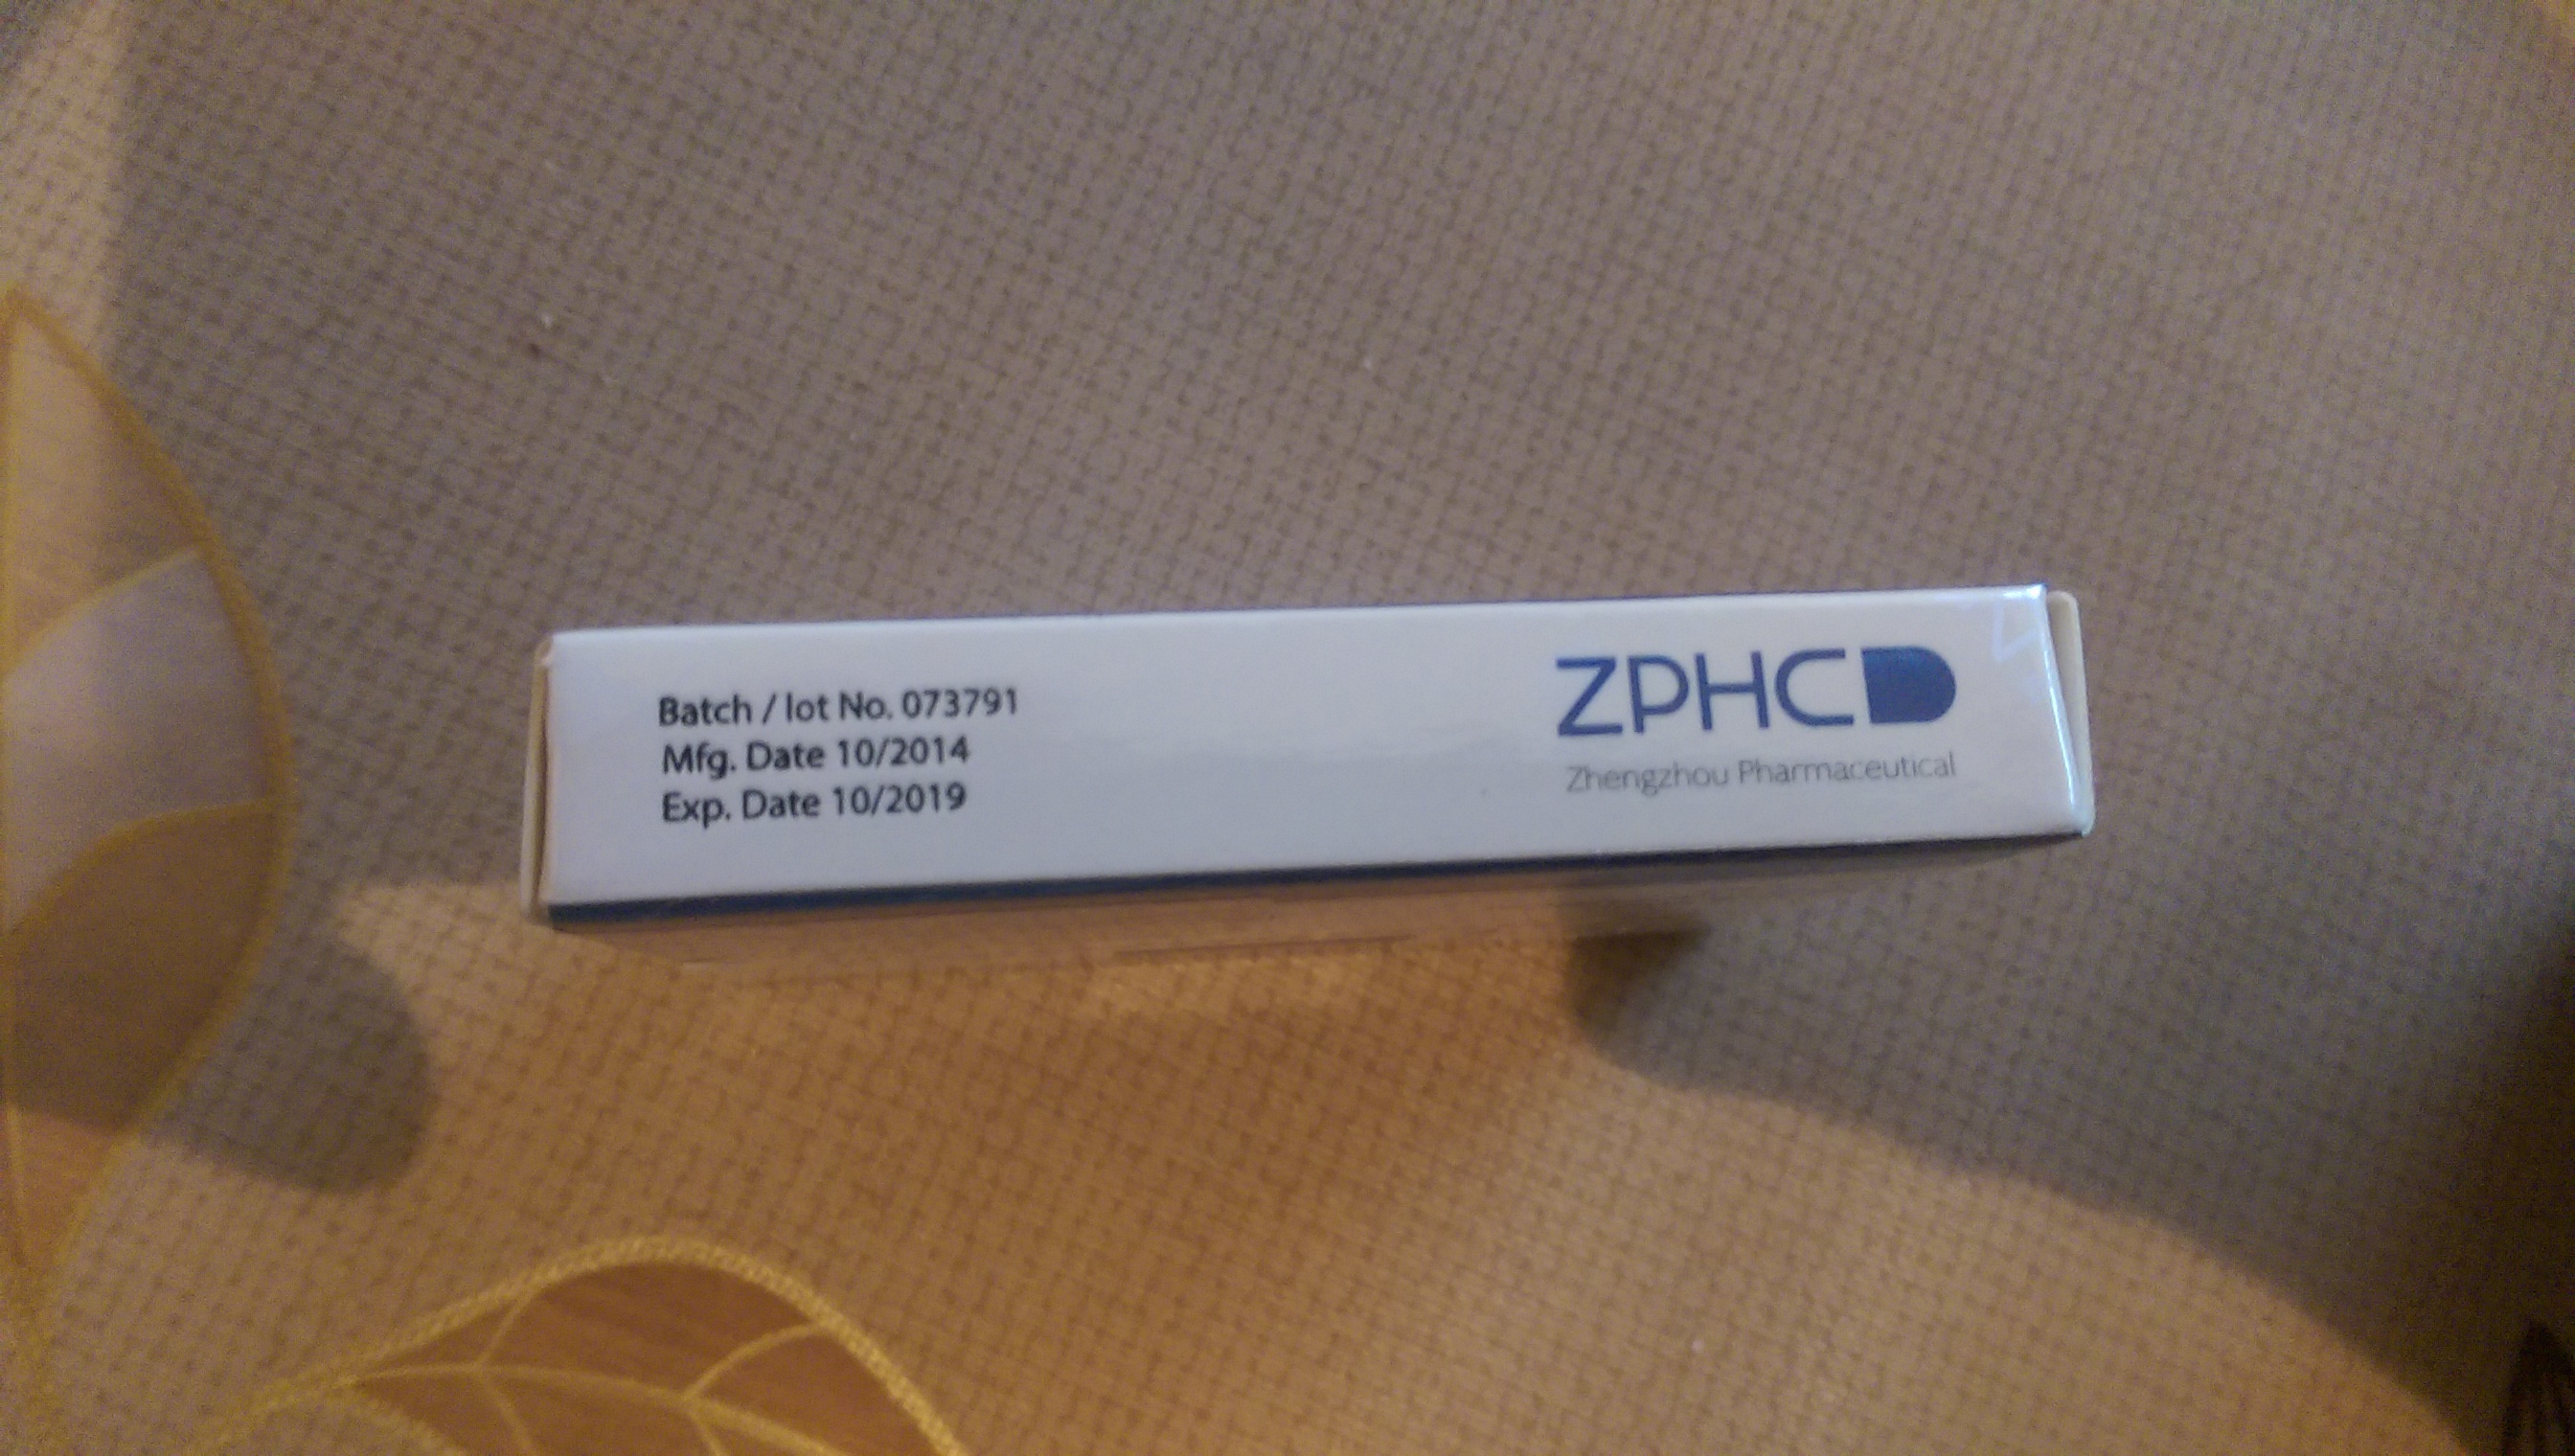 Batch / lot No. 073791
Mfg. Date 10/2014
Exp. Date 10/2019
ZPHC
Zhengzhou Pharmaceutical